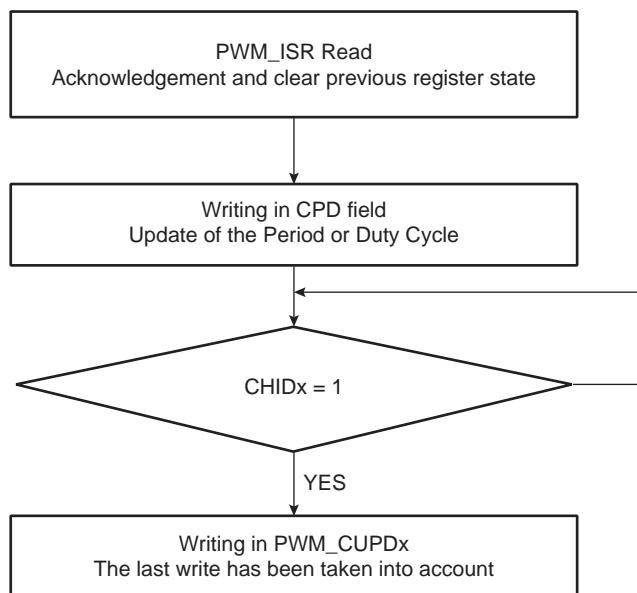 PWM_ISR Read
Acknowledgement and clear previous register state
Writing in CPD field
Update of the Period or Duty Cycle
CHIDx = 1
YES
Writing in PWM_CUPDx
The last write has been taken into account